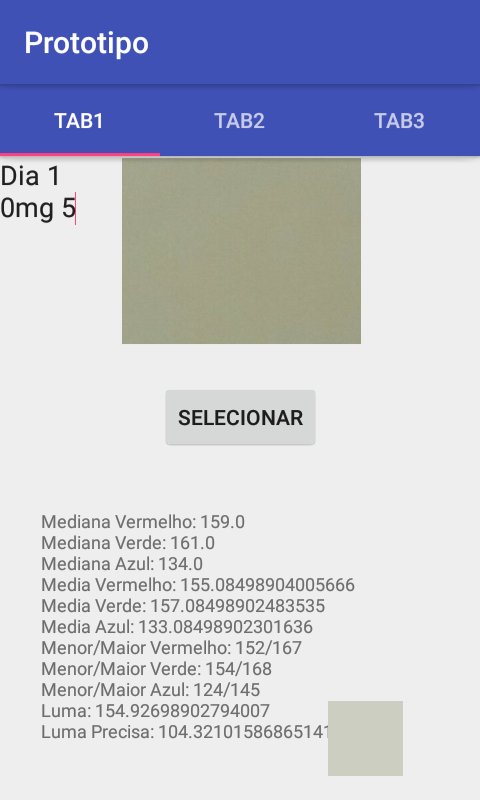 Prototipo
TAB1 TAB2 TAB3
Dia 1
0mg 5
SELECIONAR
Mediana Vermelho: 159.0
Mediana Verde: 161.0
Mediana Azul: 134.0
Media Vermelho: 155.08498904005666
Media Verde: 157.08498902483535
Media Azul: 133.08498902301636
Menor/Maior Vermelho: 152/167
Menor/Maior Verde: 154/168
Menor/Maior Azul: 124/145
Luma: 154.92698902794007
Luma Precisa: 104.32101586865141